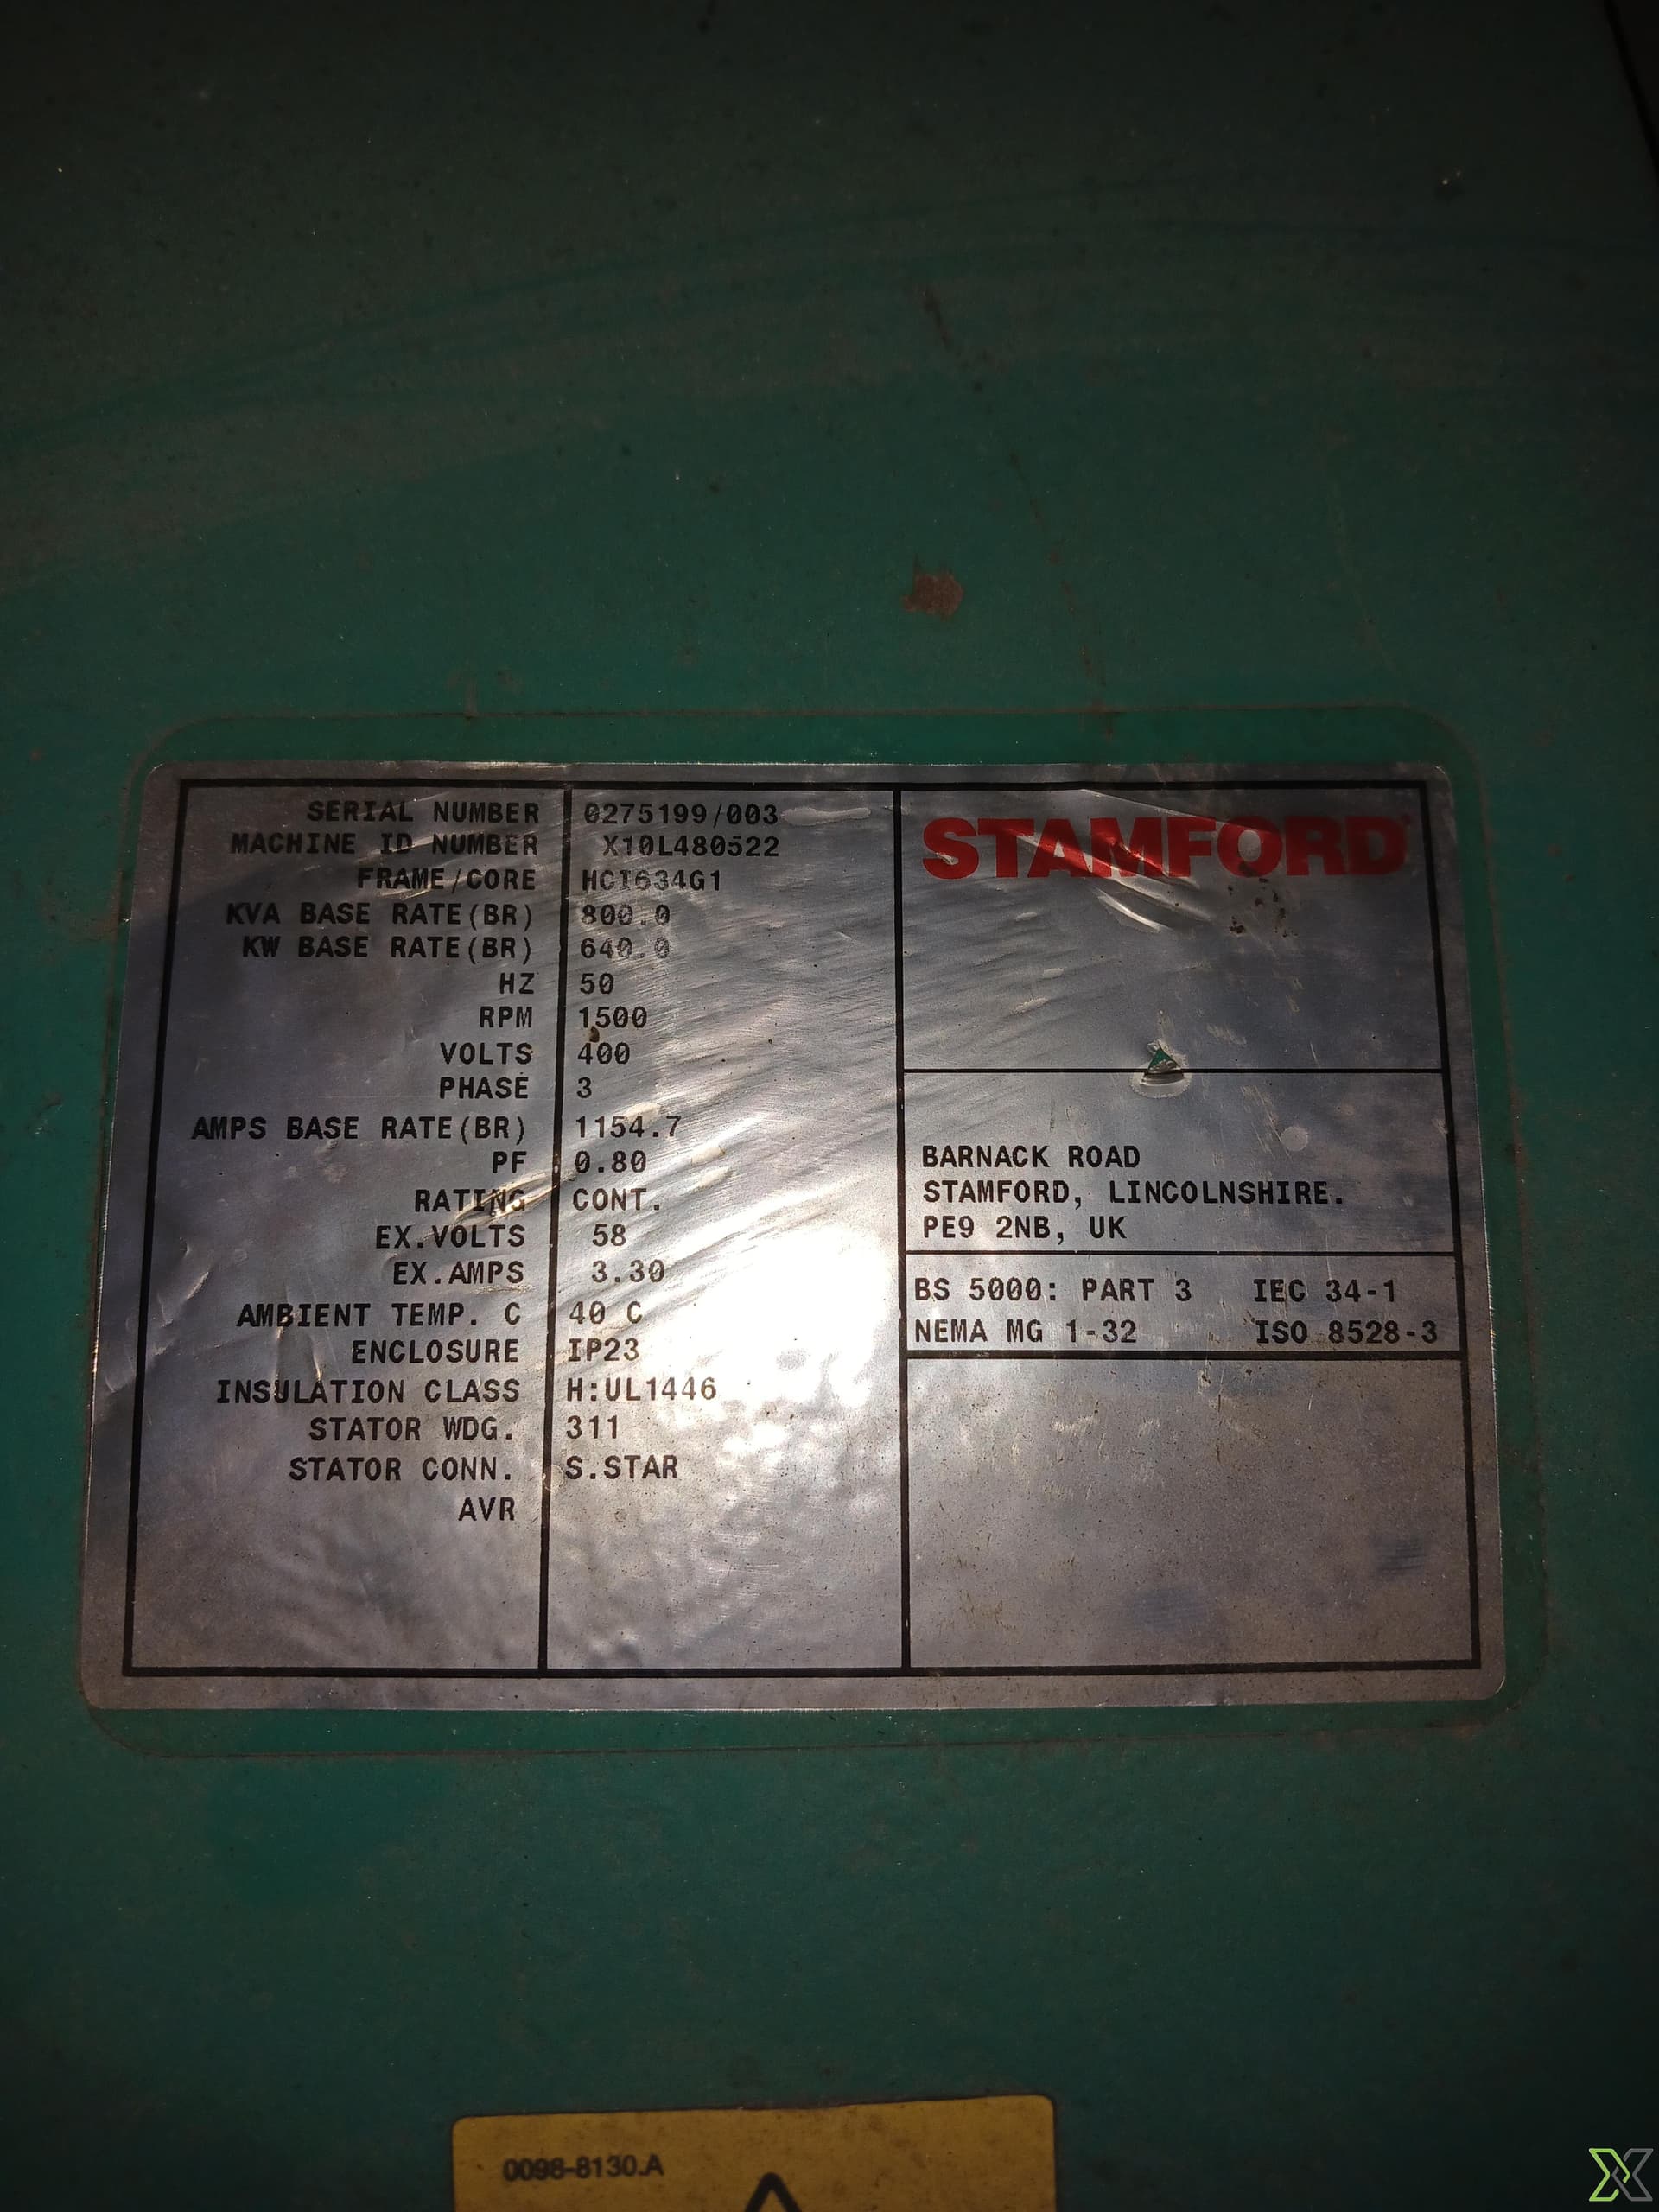 SERIAL NUMBER 0275199/003
MACHINE ID NUMBER X10L480522
FRAME/CORE HCI634G1
KVA BASE RATE(BR) 800.0
KW BASE RATE(BR) 640.0
HZ 50
RPM 1500
VOLTS 400
PHASE 3
AMPS BASE RATE(BR) 1154.7
PF 0.80
RATING CONT.
EX.VOLTS 58
EX.AMPS 3.30
AMBIENT TEMP. C 40 C
ENCLOSURE IP23
INSULATION CLASS H:UL1446
STATOR WDG. 311
STATOR CONN. S.STAR
AVR
STAMFORD
BARNACK ROAD
STAMFORD, LINCOLNSHIRE.
PE9 2NB, UK
BS 5000: PART 3 IEC 34-1
NEMA MG 1-32 ISO 8528-3
0098-8130.A